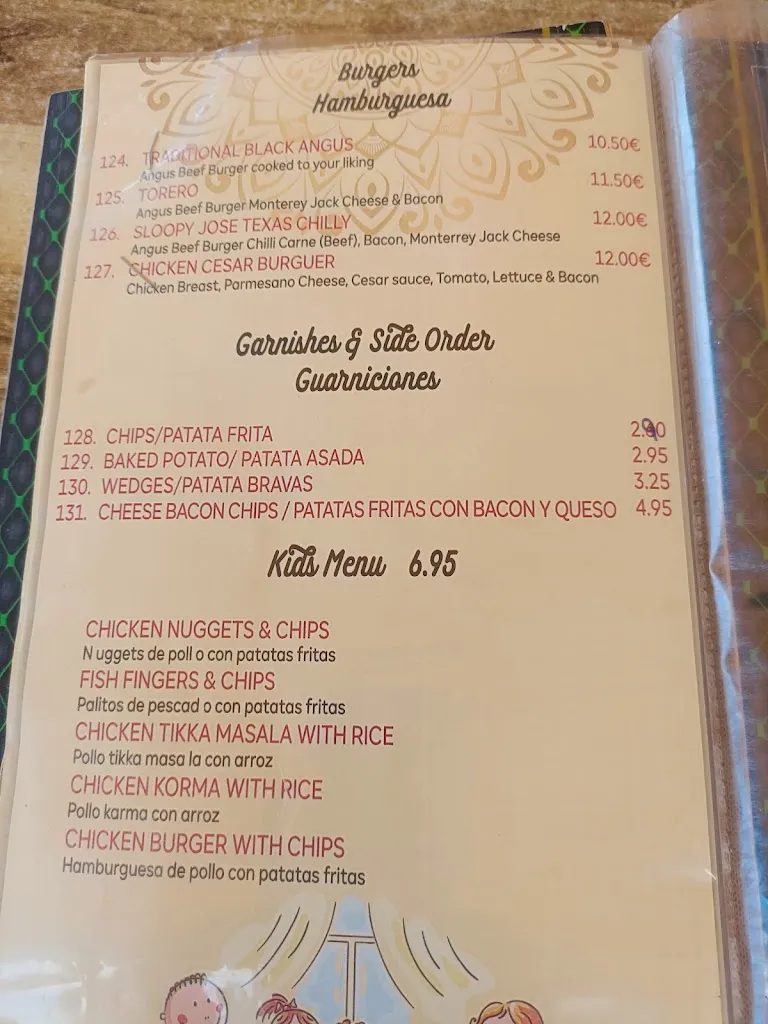 Burgers
Hamburguesa
124. TRADITIONAL BLACK ANGUS 10.50€
Angus Beef Burger cooked to your liking
125. TORERO 11.50€
Angus Beef Burger Monterey Jack Cheese & Bacon
126. SLOOPY JOSE TEXAS CHILLY 12.00€
Angus Beef Burger Chilli Carne (Beef), Bacon, Monterrey Jack Cheese
127. CHICKEN CESAR BURGUER 12.00€
Chicken Breast, Parmesano Cheese, Cesar sauce, Tomato, Lettuce & Bacon
Garnishes & Side Order
Guarniciones
128. CHIPS/PATATA FRITA
129. BAKED POTATO/ PATATA ASADA 2.95
130. WEDGES/PATATA BRAVAS 3.25
131. CHEESE BACON CHIPS / PATATAS FRITAS CON BACON Y QUESO 4.95
Kids Menu 6.95
CHICKEN NUGGETS & CHIPS
N uggets de poll o con patatas fritas
FISH FINGERS & CHIPS
Palitos de pescad o con patatas fritas
CHICKEN TIKKA MASALA WITH RICE
Pollo tikka masa la con arroz
CHICKEN KORMA WITH RICE
Pollo karma con arroz
CHICKEN BURGER WITH CHIPS
Hamburguesa de pollo con patatas fritas